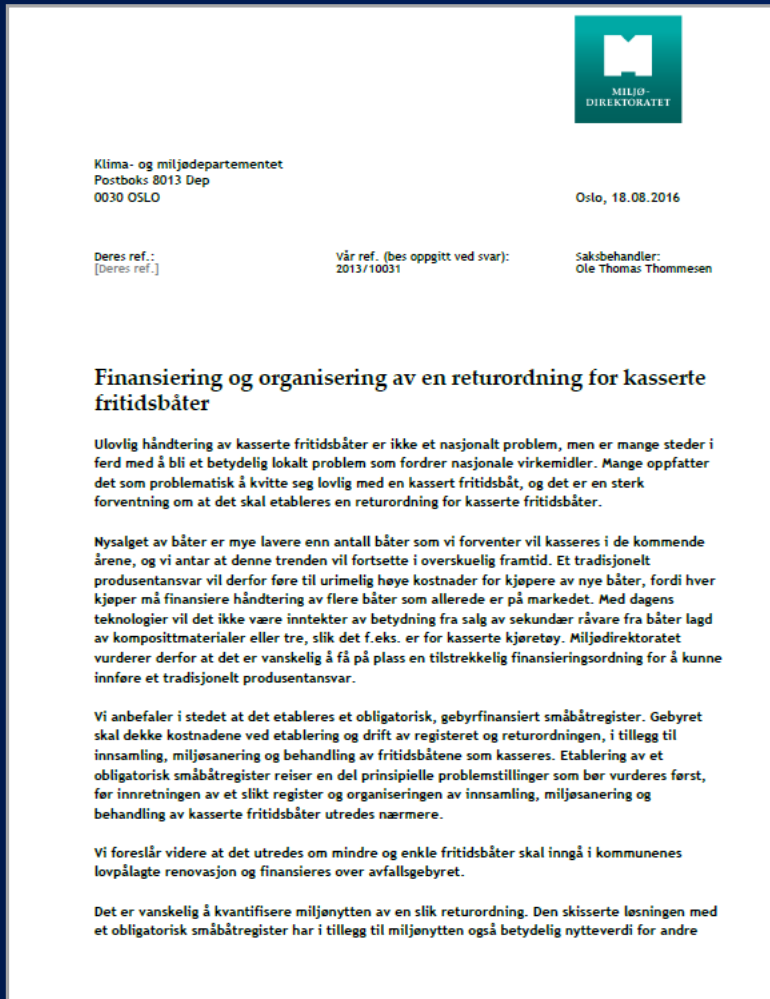 MILJØ-
DIREKTORATET
Klima- og miljødepartementet
Postboks 8013 Dep
0030 OSLO
Oslo, 18.08.2016
Deres ref.:
[Deres ref.]
Vår ref. (bes oppgitt ved svar):
2013/10031
Saksbehandler:
Ole Thomas Thommesen
Finansiering og organisering av en returordning for kasserte
fritidsbåter
Ulovlig håndtering av kasserte fritidsbåter er ikke et nasjonalt problem, men er mange steder i
ferd med å bli et betydelig lokalt problem som fordrer nasjonale virkemidler. Mange oppfatter
det som problematisk å kvitte seg lovlig med en kassert fritidsbåt, og det er en sterk
forventning om at det skal etableres en returordning for kasserte fritidsbåter.
Nysalget av båter er mye lavere enn antall båter som vi forventer vil kasseres i de kommende
årene, og vi antar at denne trenden vil fortsette i overskuelig framtid. Et tradisjonelt
produsentansvar vil derfor føre til urimelig høye kostnader for kjøpere av nye båter, fordi hver
kjøper må finansiere håndtering av flere båter som allerede er på markedet. Med dagens
teknologier vil det ikke være inntekter av betydning fra salg av sekundær råvare fra båter lagd
av komposittmaterialer eller tre, slik det f.eks. er for kasserte kjøretøy. Miljødirektoratet
vurderer derfor at det er vanskelig å få på plass en tilstrekkelig finansieringsordning for å kunne
innføre et tradisjonelt produsentansvar.
Vi anbefaler i stedet at det etableres et obligatorisk, gebyrfinansiert småbåtregister. Gebyret
skal dekke kostnadene ved etablering og drift av registeret og returordningen, i tillegg til
innsamling, miljøsanering og behandling av fritidsbåtene som kasseres. Etablering av et
obligatorisk småbåtregister reiser en del prinsipielle problemstillinger som bør vurderes først,
før innretningen av et slikt register og organiseringen av innsamling, miljøsanering og
behandling av kasserte fritidsbåter utredes nærmere.
Vi foreslår videre at det utredes om mindre og enkle fritidsbåter skal inngå i kommunenes
lovpålagte renovasjon og finansieres over avfallsgebyret.
Det er vanskelig å kvantifisere miljønytten av en slik returordning. Den skisserte løsningen med
et obligatorisk småbåtregister har i tillegg til miljønytten også betydelig nytteverdi for andre